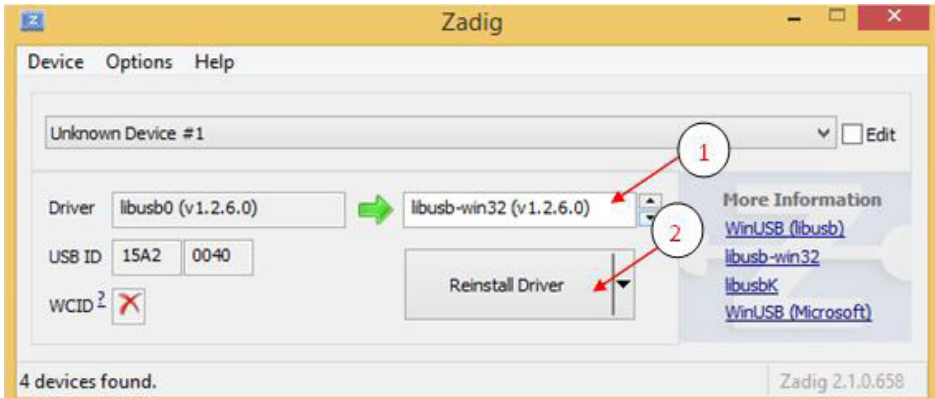 Zadig
Device Options Help
Unknown Device #1
Edit
1
Driver libusb0 (v1.2.6.0) libusb-win32 (v1.2.6.0)
More Information
WinUSB (libusb)
2
USB ID 15A2 0040
libusb-win32
Reinstall Driver
libusbK
WCID ?
WinUSB (Microsoft)
4 devices found.
Zadig 2.1.0.658